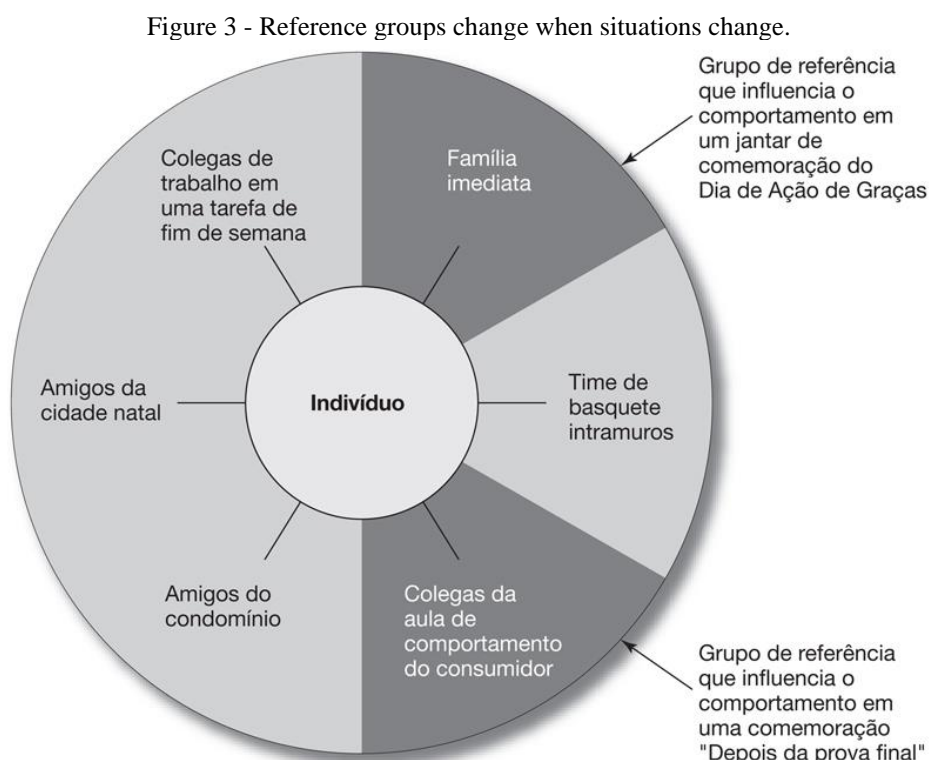 Figure 3 - Reference groups change when situations change.
Grupo de referência
que influencia o
comportamento em
um jantar de
comemoração do
Dia de Ação de Graças
Colegas de
trabalho em
uma tarefa de
fim de semana
Família
imediata
Amigos da
cidade natal
Indivíduo
Time de
basquete
intramuros
Amigos do
condomínio
Colegas da
aula de
comportamento
do consumidor
Grupo de referência
que influencia o
comportamento em
uma comemoração
"Depois da prova final"